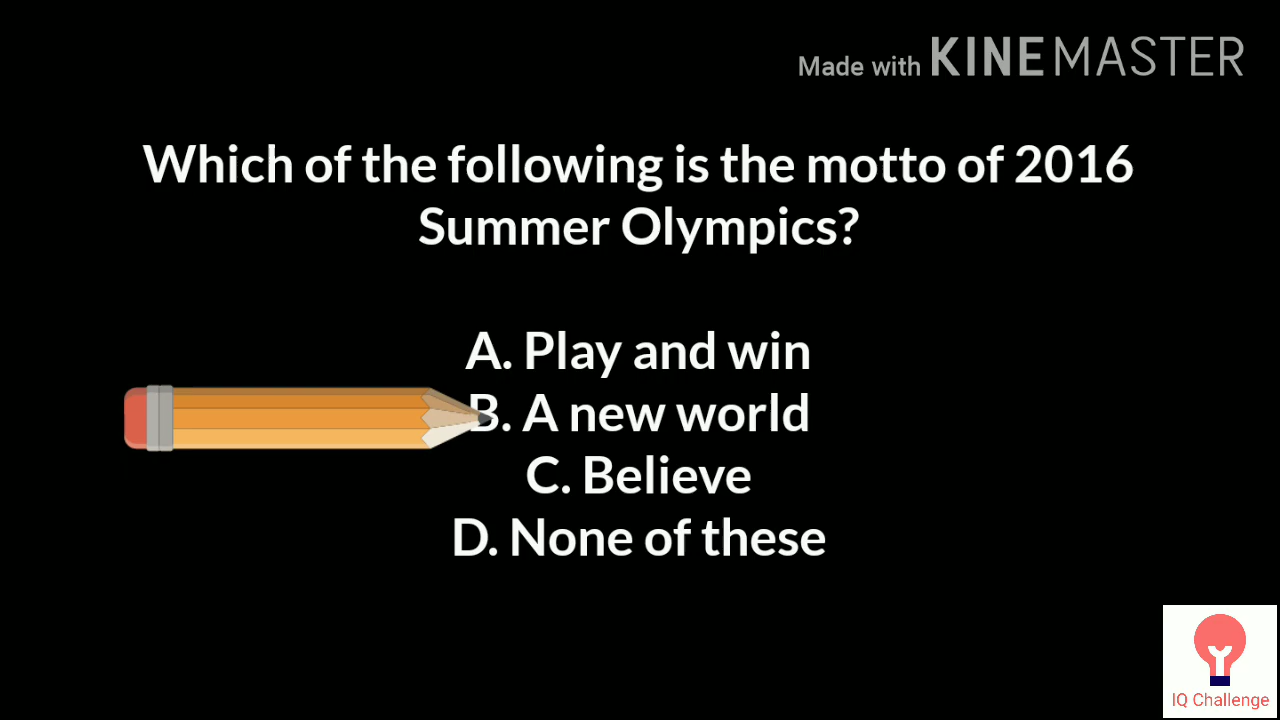 Made with KINEMASTER
Which of the following is the motto of 2016
Summer Olympics?
A. Play and win
B. A new world
C. Believe
D. None of these
IQ Challenge